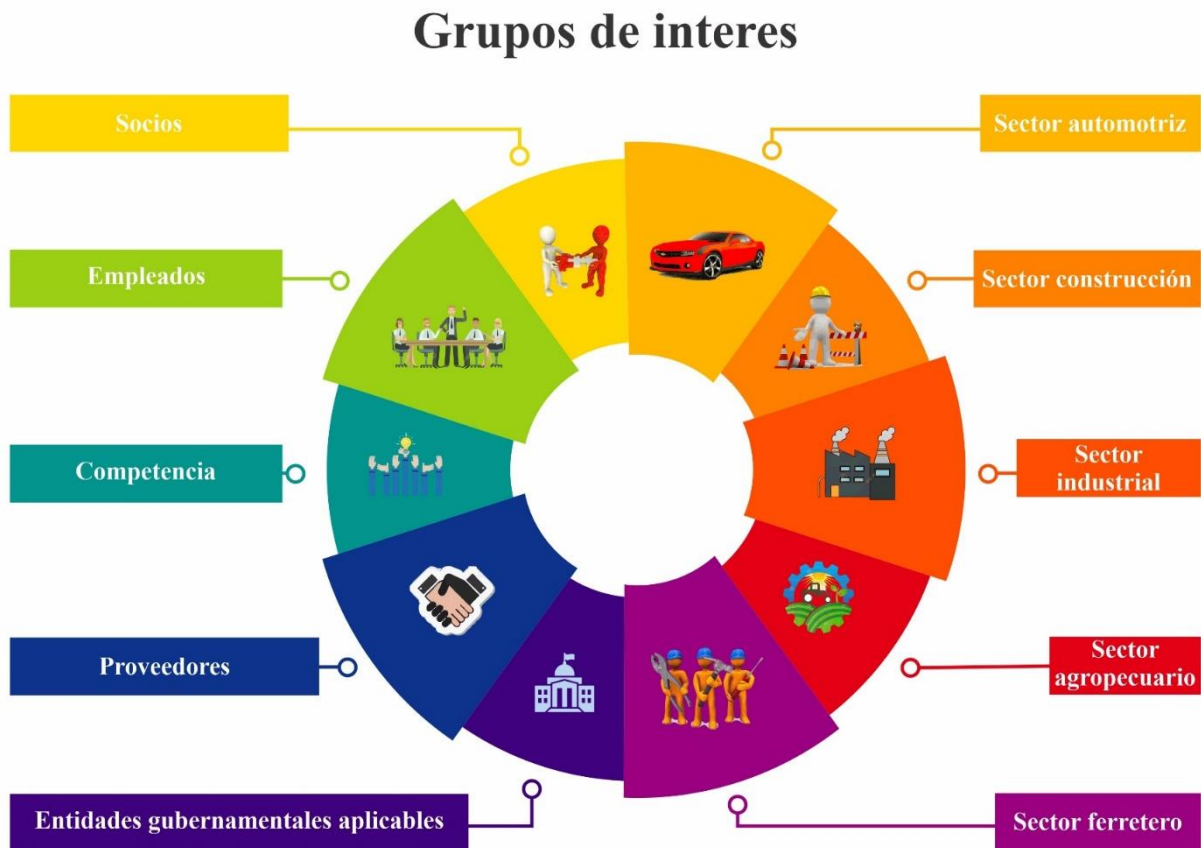 Grupos de interes
Socios
Empleados
Competencia
Proveedores
Entidades gubernamentales aplicables
Sector automotriz
Sector construcción
Sector
industrial
Sector
agropecuario
Sector ferretero